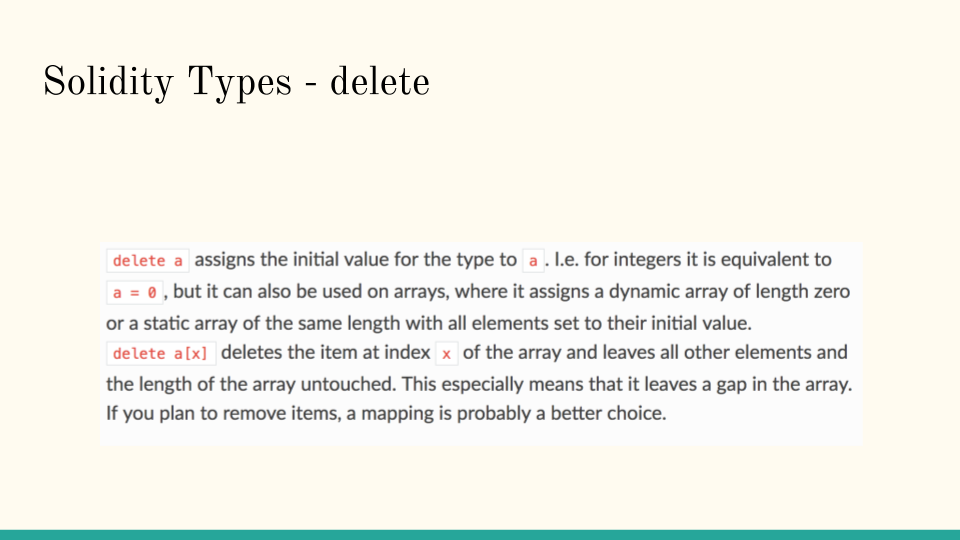 Solidity Types - delete
delete a assigns the initial value for the type to a . I.e. for integers it is equivalent to
a = 0 , but it can also be used on arrays, where it assigns a dynamic array of length zero
or a static array of the same length with all elements set to their initial value.
delete a[x] deletes the item at index x of the array and leaves all other elements and
the length of the array untouched. This especially means that it leaves a gap in the array.
If you plan to remove items, a mapping is probably a better choice.